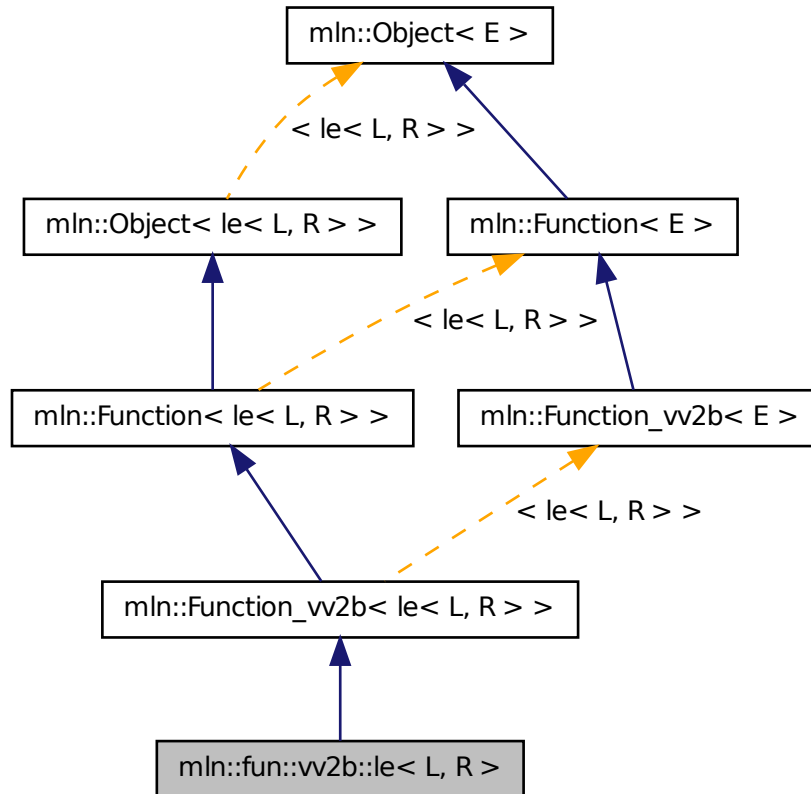 mln::Object< E >
< le< L, R > >
mln::Object< le< L, R > >
mln::Function< E >
< le< L, R > >
mln::Function< le< L, R > >
mln::Function_vv2b< E >
< le< L, R > >
mln::Function_vv2b< le< L, R > >
mln::fun::vv2b::le< L, R >